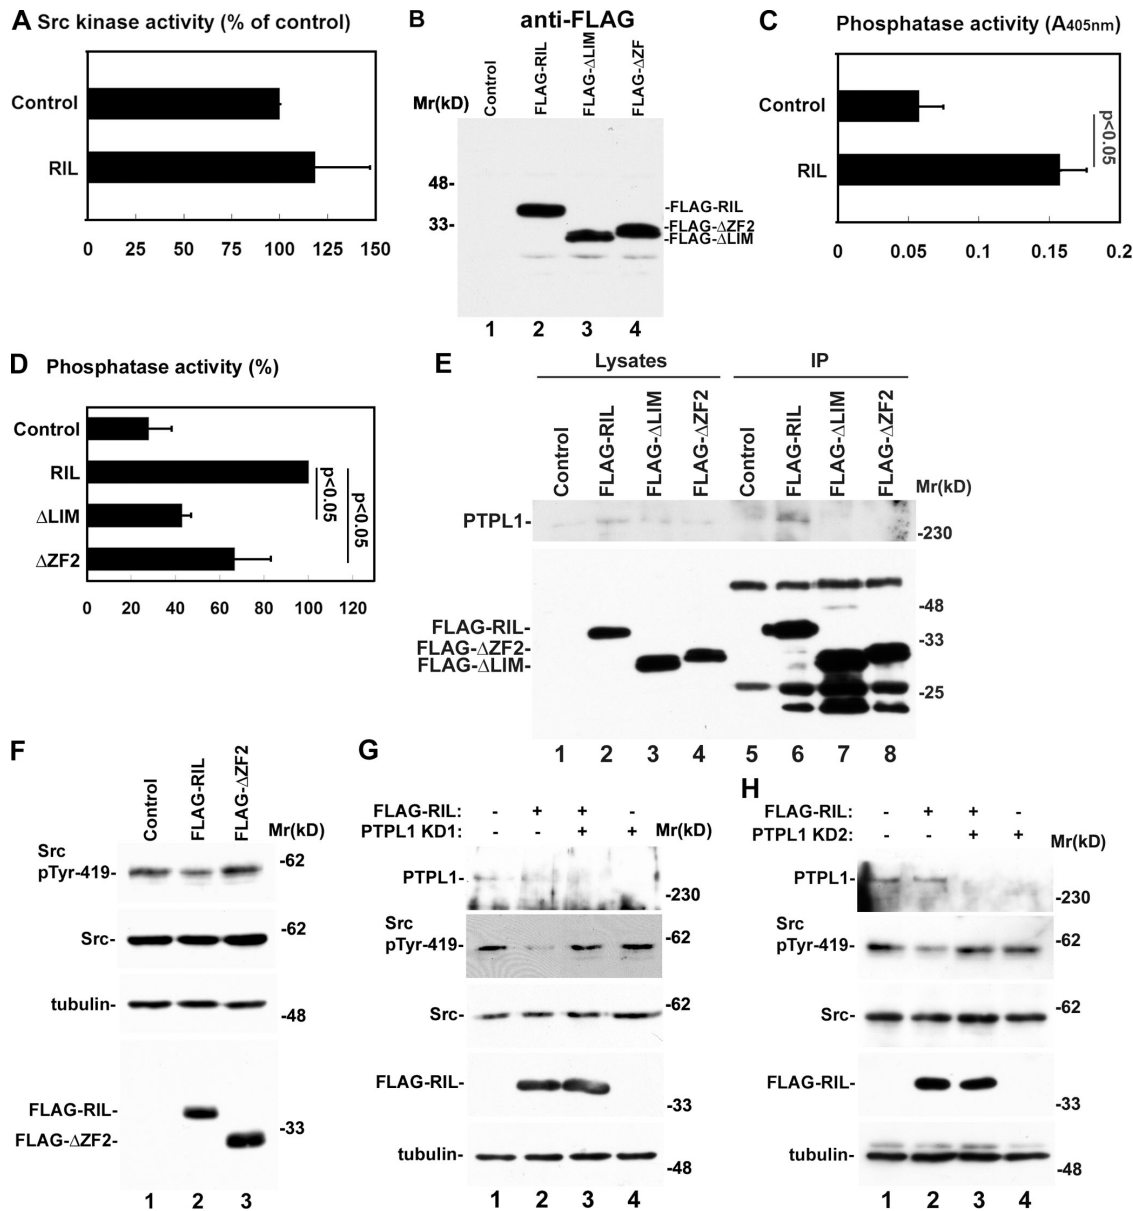 A Src kinase activity (% of control)
Control
RIL
0 25 50 75 100 125 150
B anti-FLAG
Mr(kD)
Control
FLAG-RIL
FLAG-ΔLIM
FLAG-ΔZF
48-
33-
-FLAG-RIL
-FLAG-ΔZF2
-FLAG-ΔLIM
1 2 3 4
C Phosphatase activity (A405nm)
Control
RIL
p<0.05
0 0.05 0.1 0.15 0.2
D Phosphatase activity (%)
Control
RIL
ΔLIM
ΔZF2
p<0.05
p<0.05
0 20 40 60 80 100 120
E Lysates IP
Control
FLAG-RIL
FLAG-ΔLIM
FLAG-ΔZF2
Control
FLAG-RIL
FLAG-ΔLIM
FLAG-ΔZF2
Mr(kD)
PTPL1-
-230
-48
FLAG-RIL-
-33
FLAG-ΔZF2-
FLAG-ΔLIM-
-25
1 2 3 4 5 6 7 8
F
Control
FLAG-RIL
FLAG-ΔZF2
Mr(kD)
Src
pTyr-419-
-62
Src-
-62
tubulin-
-48
FLAG-RIL-
-33
FLAG-ΔZF2-
1 2 3
G
FLAG-RIL: - + + -
PTPL1 KD1: - - + + Mr(kD)
PTPL1-
-230
Src
pTyr-419-
-62
Src-
-62
FLAG-RIL-
-33
tubulin-
-48
1 2 3 4
H
FLAG-RIL: - + + -
PTPL1 KD2: - - + + Mr(kD)
PTPL1-
-230
Src
pTyr-419-
-62
Src-
-62
FLAG-RIL-
-33
tubulin-
-48
1 2 3 4